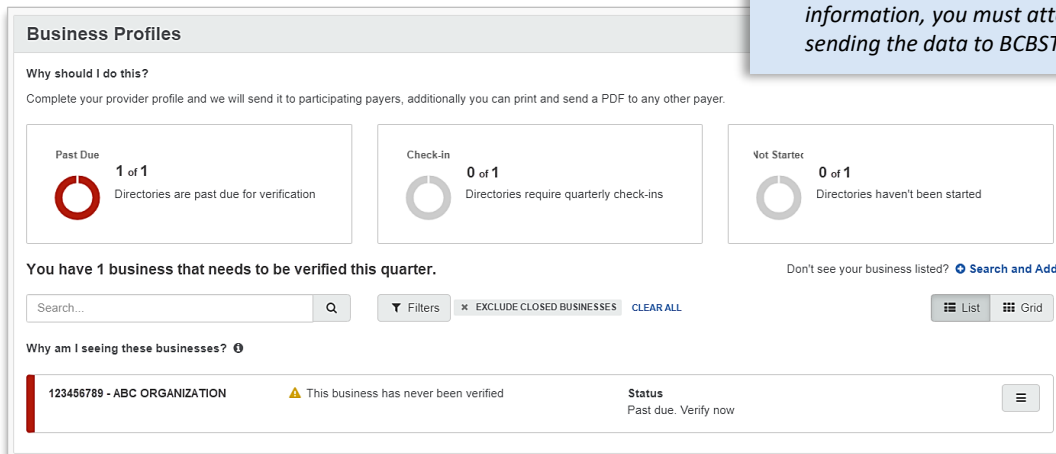 information, you must
sending the data to
Business Profiles
Why should I do this?
Complete your provider profile and we will send it to participating payers, additionally you can print and send a PDF to any other payer.
Past Due
1 of 1
Directories are past due for verification
Check-in
0 of 1
Directories require quarterly check-ins
Not Started
0 of 1
Directories haven't been started
You have 1 business that needs to be verified this quarter.
Don't see your business listed? Search and Add
Search...
Filters
× EXCLUDE CLOSED BUSINESSES
CLEAR ALL
List
Grid
Why am I seeing these businesses?
123456789 - ABC ORGANIZATION
This business has never been verified
Status
Past due. Verify now